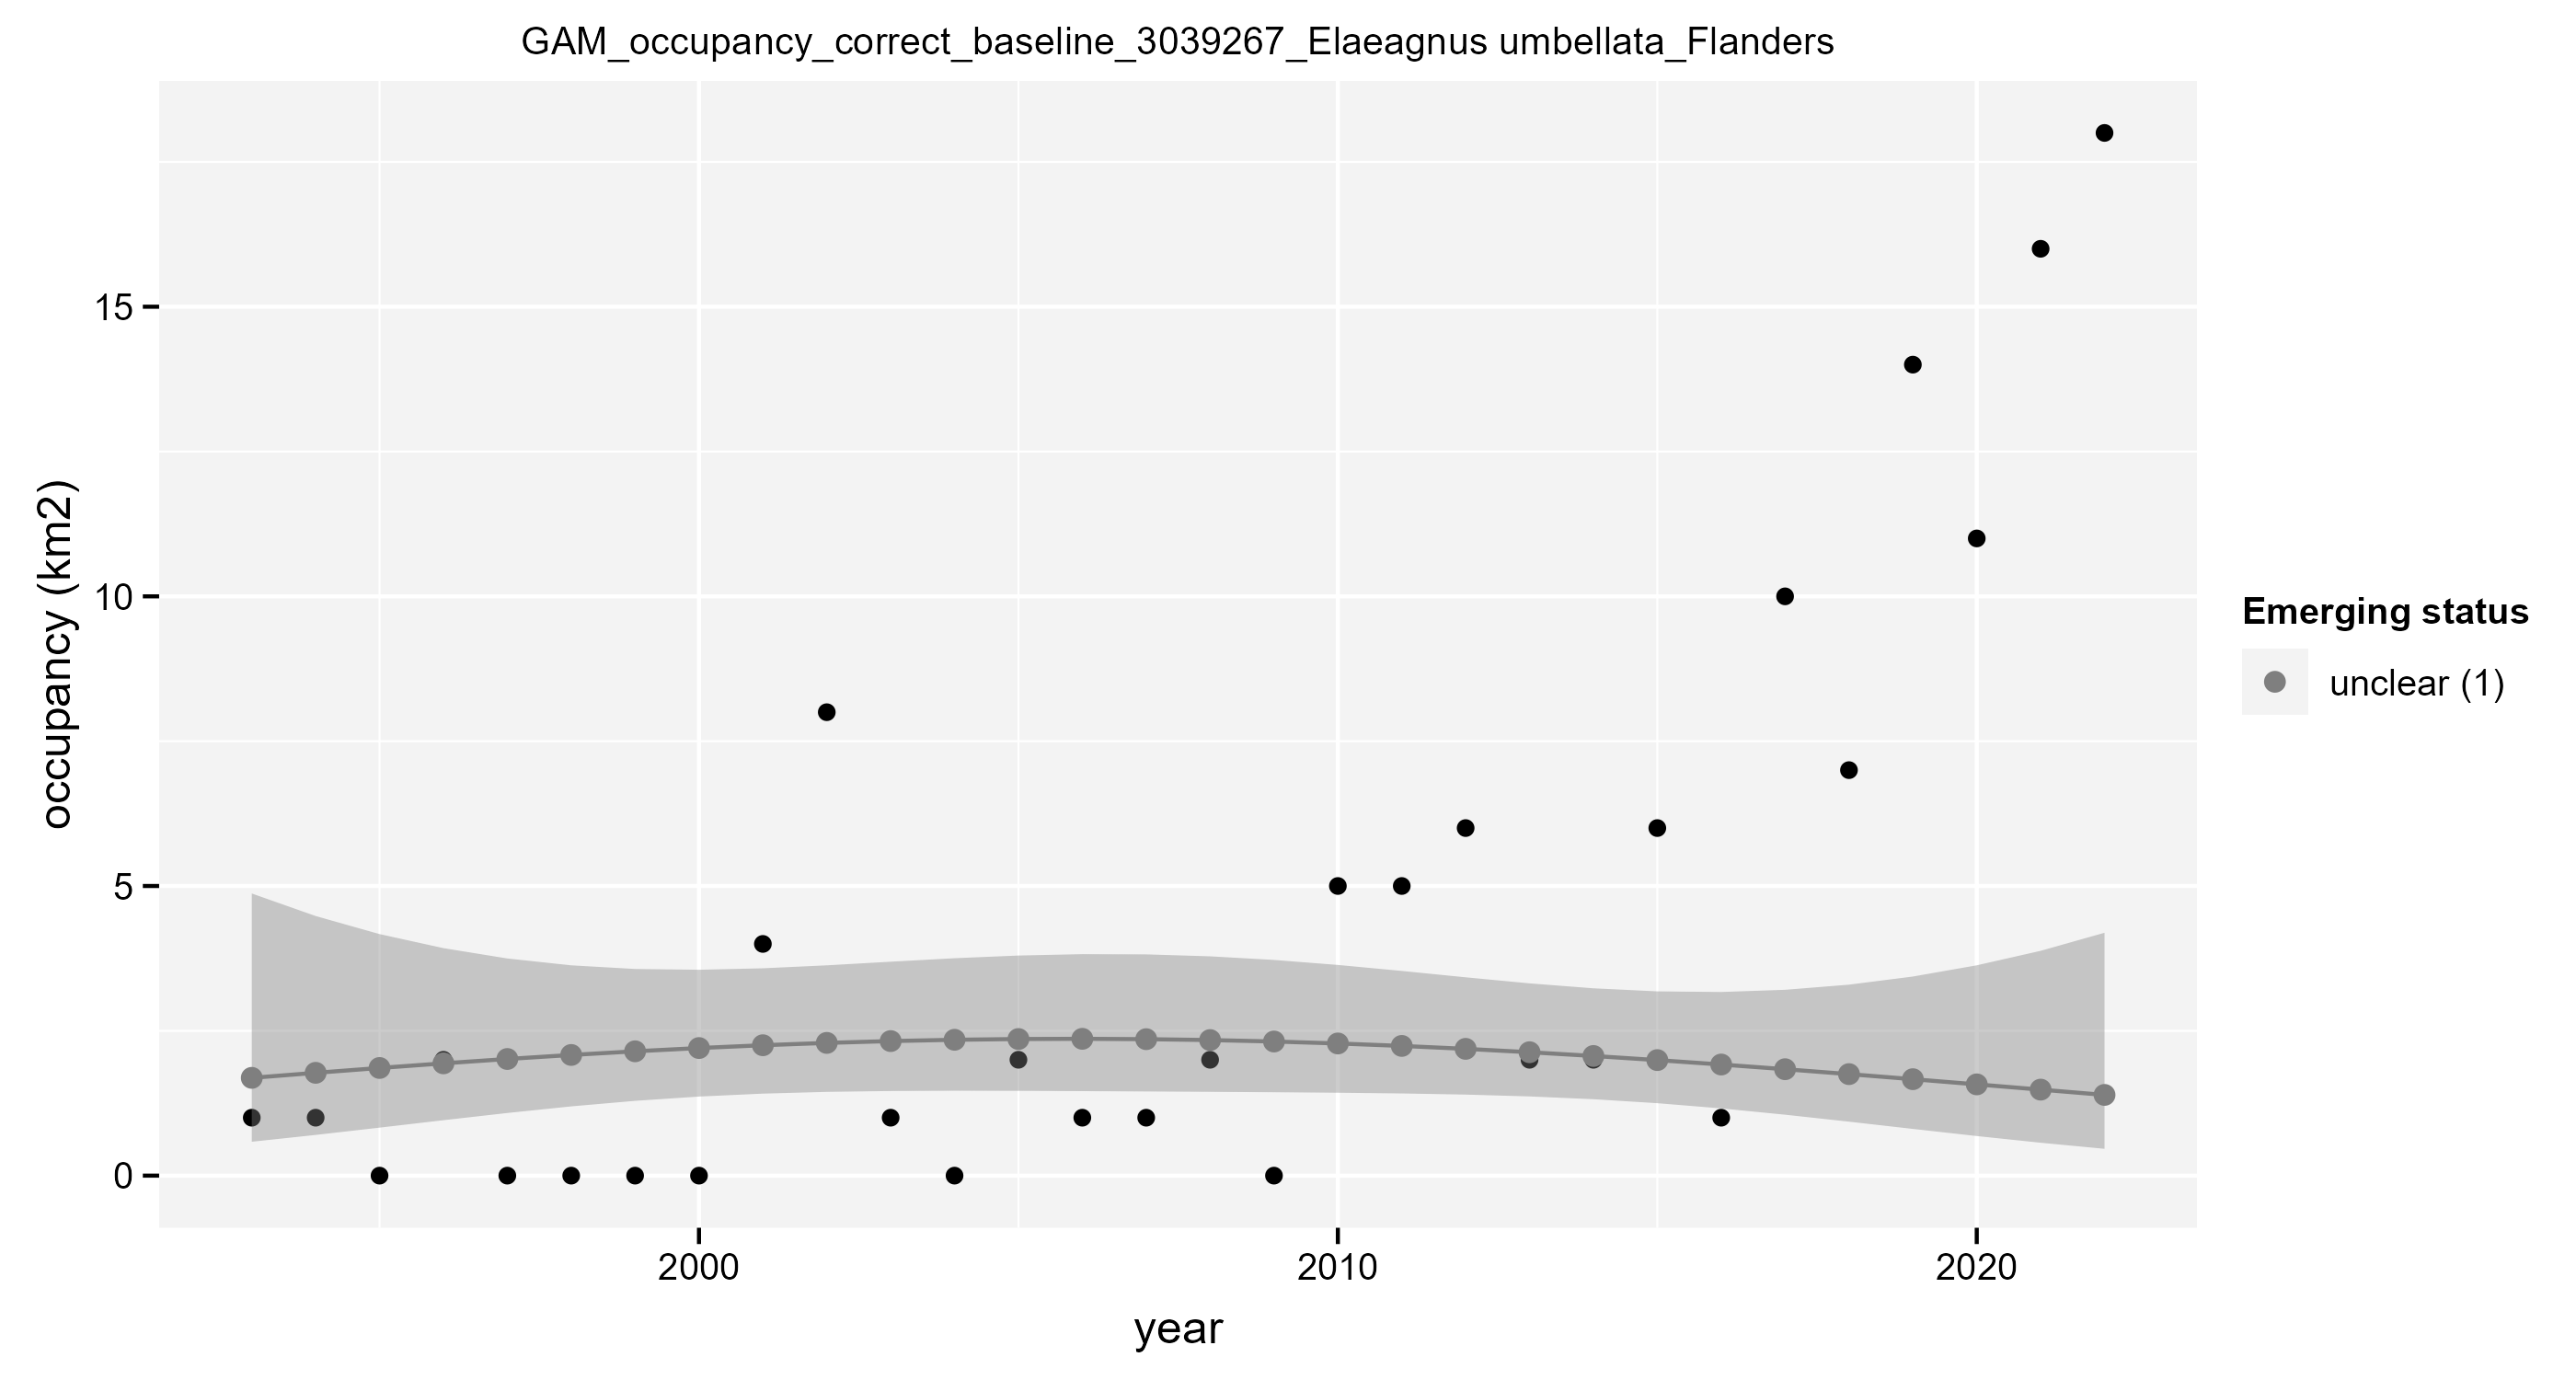 GAM_occupancy_correct_baseline_3039267_Elaeagnus umbellata_Flanders
occupancy (km2)
15
10
5
0
2000
2010
2020
year
Emerging status
unclear (1)